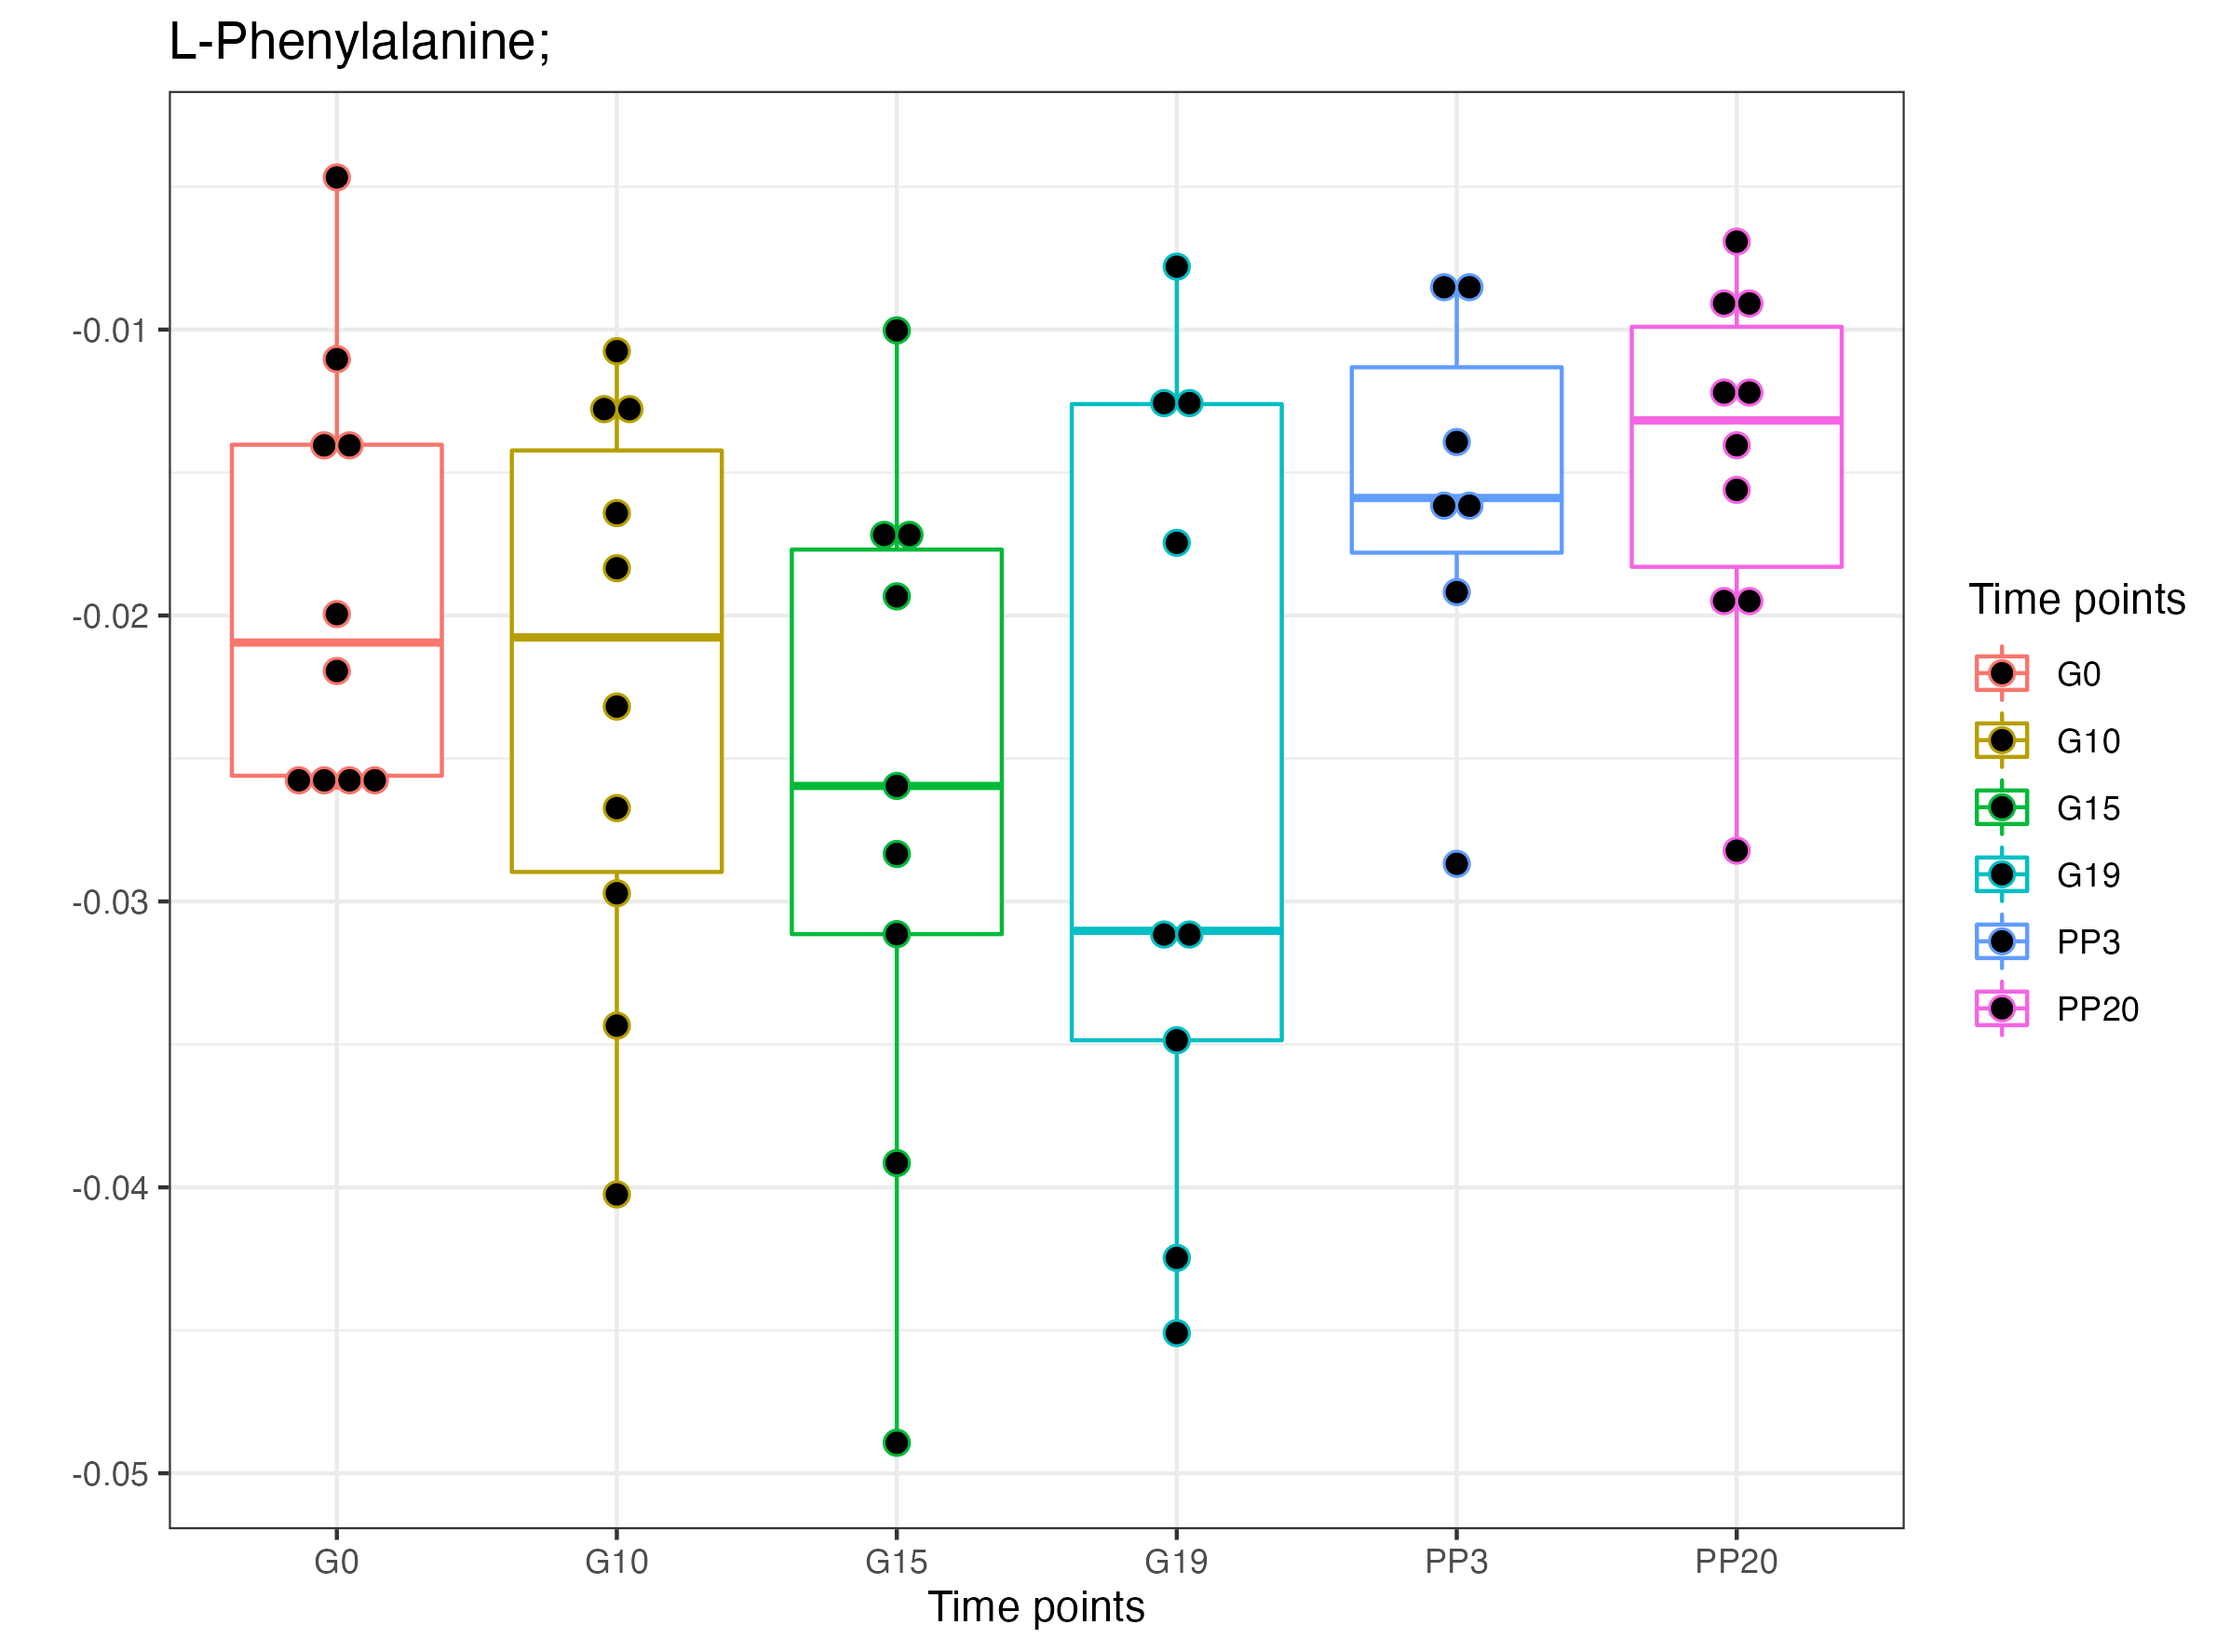 L-Phenylalanine;
-0.01
-0.02
-0.03
-0.04
-0.05
G0 G10 G15 G19 PP3 PP20
Time points
Time points
G0
G10
G15
G19
PP3
PP20